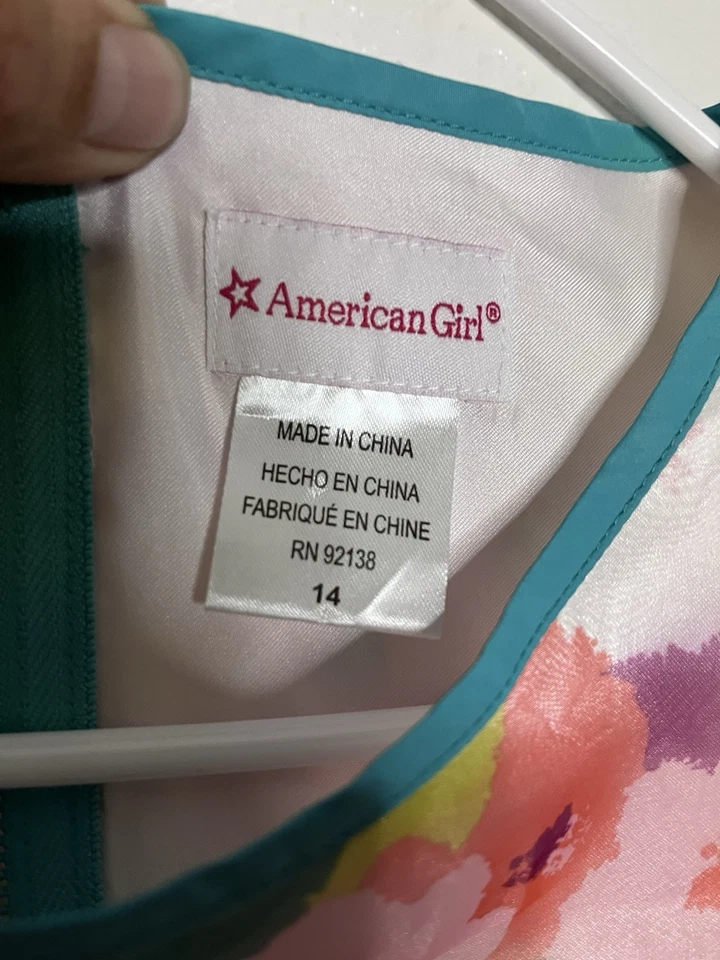 American Girl®
MADE IN CHINA
HECHO EN CHINA
FABRIQUÉ EN CHINE
RN 92138
14